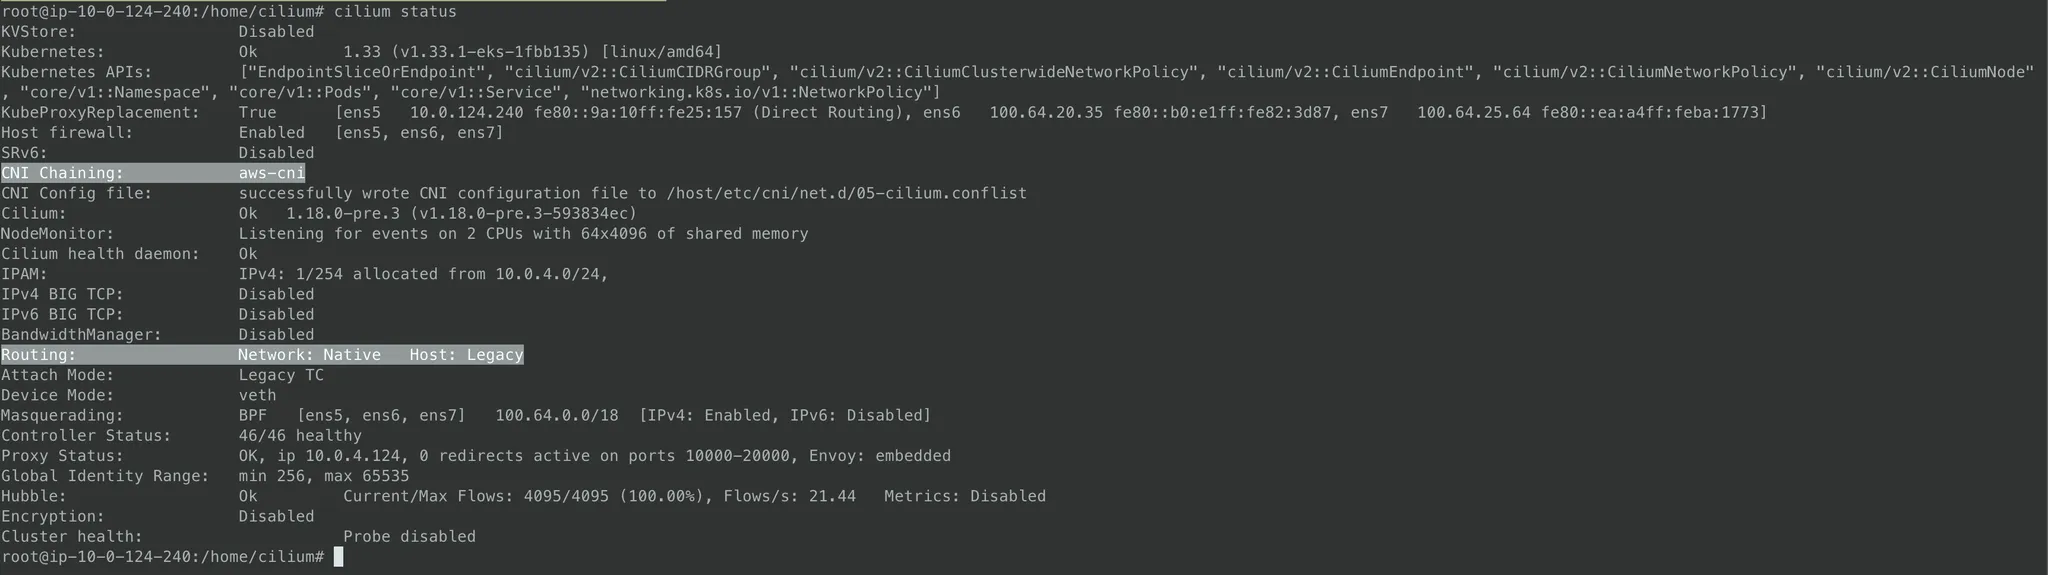 root@ip-10-0-124-240:/home/cilium# cilium status
KVStore:                 Disabled
Kubernetes:              Ok         1.33 (v1.33.1-eks-1fbb135) [linux/amd64]
Kubernetes APIs:         ["EndpointSliceOrEndpoint", "cilium/v2::CiliumCIDRGroup", "cilium/v2::CiliumClusterwideNetworkPolicy", "cilium/v2::CiliumEndpoint", "cilium/v2::CiliumNetworkPolicy", "cilium/v2::CiliumNode"
, "core/v1::Namespace", "core/v1::Pods", "core/v1::Service", "networking.k8s.io/v1::NetworkPolicy"]
KubeProxyReplacement:    True      [ens5   10.0.124.240 fe80::9a:10ff:fe25:157 (Direct Routing), ens6   100.64.20.35 fe80::b0:e1ff:fe82:3d87, ens7   100.64.25.64 fe80::ea:a4ff:feba:1773]
Host firewall:           Enabled   [ens5, ens6, ens7]
SRv6:                    Disabled
CNI Chaining:            aws-cni
CNI Config file:         successfully wrote CNI configuration file to /host/etc/cni/net.d/05-cilium.conflist
Cilium:                  Ok   1.18.0-pre.3 (v1.18.0-pre.3-593834ec)
NodeMonitor:             Listening for events on 2 CPUs with 64x4096 of shared memory
Cilium health daemon:    Ok
IPAM:                    IPv4: 1/254 allocated from 10.0.4.0/24,
IPv4 BIG TCP:            Disabled
IPv6 BIG TCP:            Disabled
BandwidthManager:        Disabled
Routing:                 Network: Native   Host: Legacy
Attach Mode:             Legacy TC
Device Mode:             veth
Masquerading:            BPF   [ens5, ens6, ens7]   100.64.0.0/18  [IPv4: Enabled, IPv6: Disabled]
Controller Status:       46/46 healthy
Proxy Status:            OK, ip 10.0.4.124, 0 redirects active on ports 10000-20000, Envoy: embedded
Global Identity Range:   min 256, max 65535
Hubble:                  Ok         Current/Max Flows: 4095/4095 (100.00%), Flows/s: 21.44   Metrics: Disabled
Encryption:              Disabled
Cluster health:                     Probe disabled
root@ip-10-0-124-240:/home/cilium#